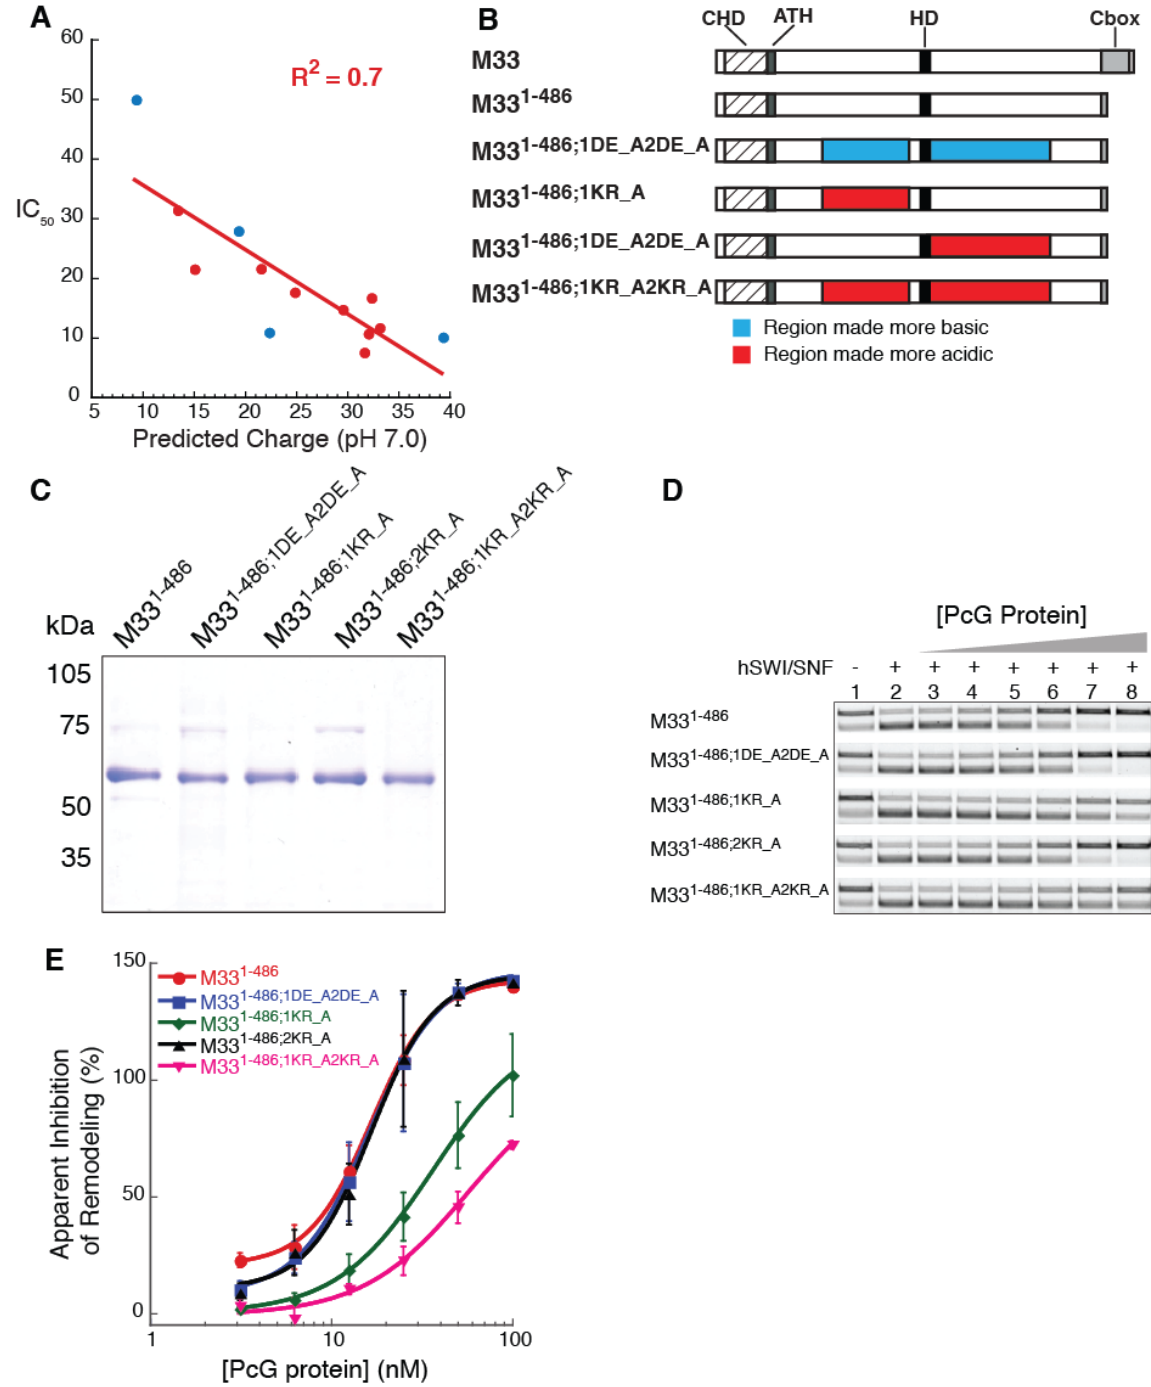 A
60
50
40
30
20
10
0
IC50
R2 = 0.7
5 10 15 20 25 30 35 40
Predicted Charge (pH 7.0)
B
CHD ATH HD Cbox
M33
M331-486
M331-486;1DE_A2DE_A
M331-486;1KR_A
M331-486;1DE_A2DE_A
M331-486;1KR_A2KR_A
Region made more basic
Region made more acidic
C
M331-486
M331-486;1DE_A2DE_A
M331-486;1KR_A
M331-486;2KR_A
M331-486;1KR_A2KR_A
kDa
105
75
50
35
D
[PcG Protein]
hSWI/SNF - + + + + + + +
1 2 3 4 5 6 7 8
M331-486
M331-486;1DE_A2DE_A
M331-486;1KR_A
M331-486;2KR_A
M331-486;1KR_A2KR_A
E
150
100
50
0
Apparent Inhibition
of Remodeling (%)
M331-486
M331-486;1DE_A2DE_A
M331-486;1KR_A
M331-486;2KR_A
M331-486;1KR_A2KR_A
1 10 100
[PcG protein] (nM)